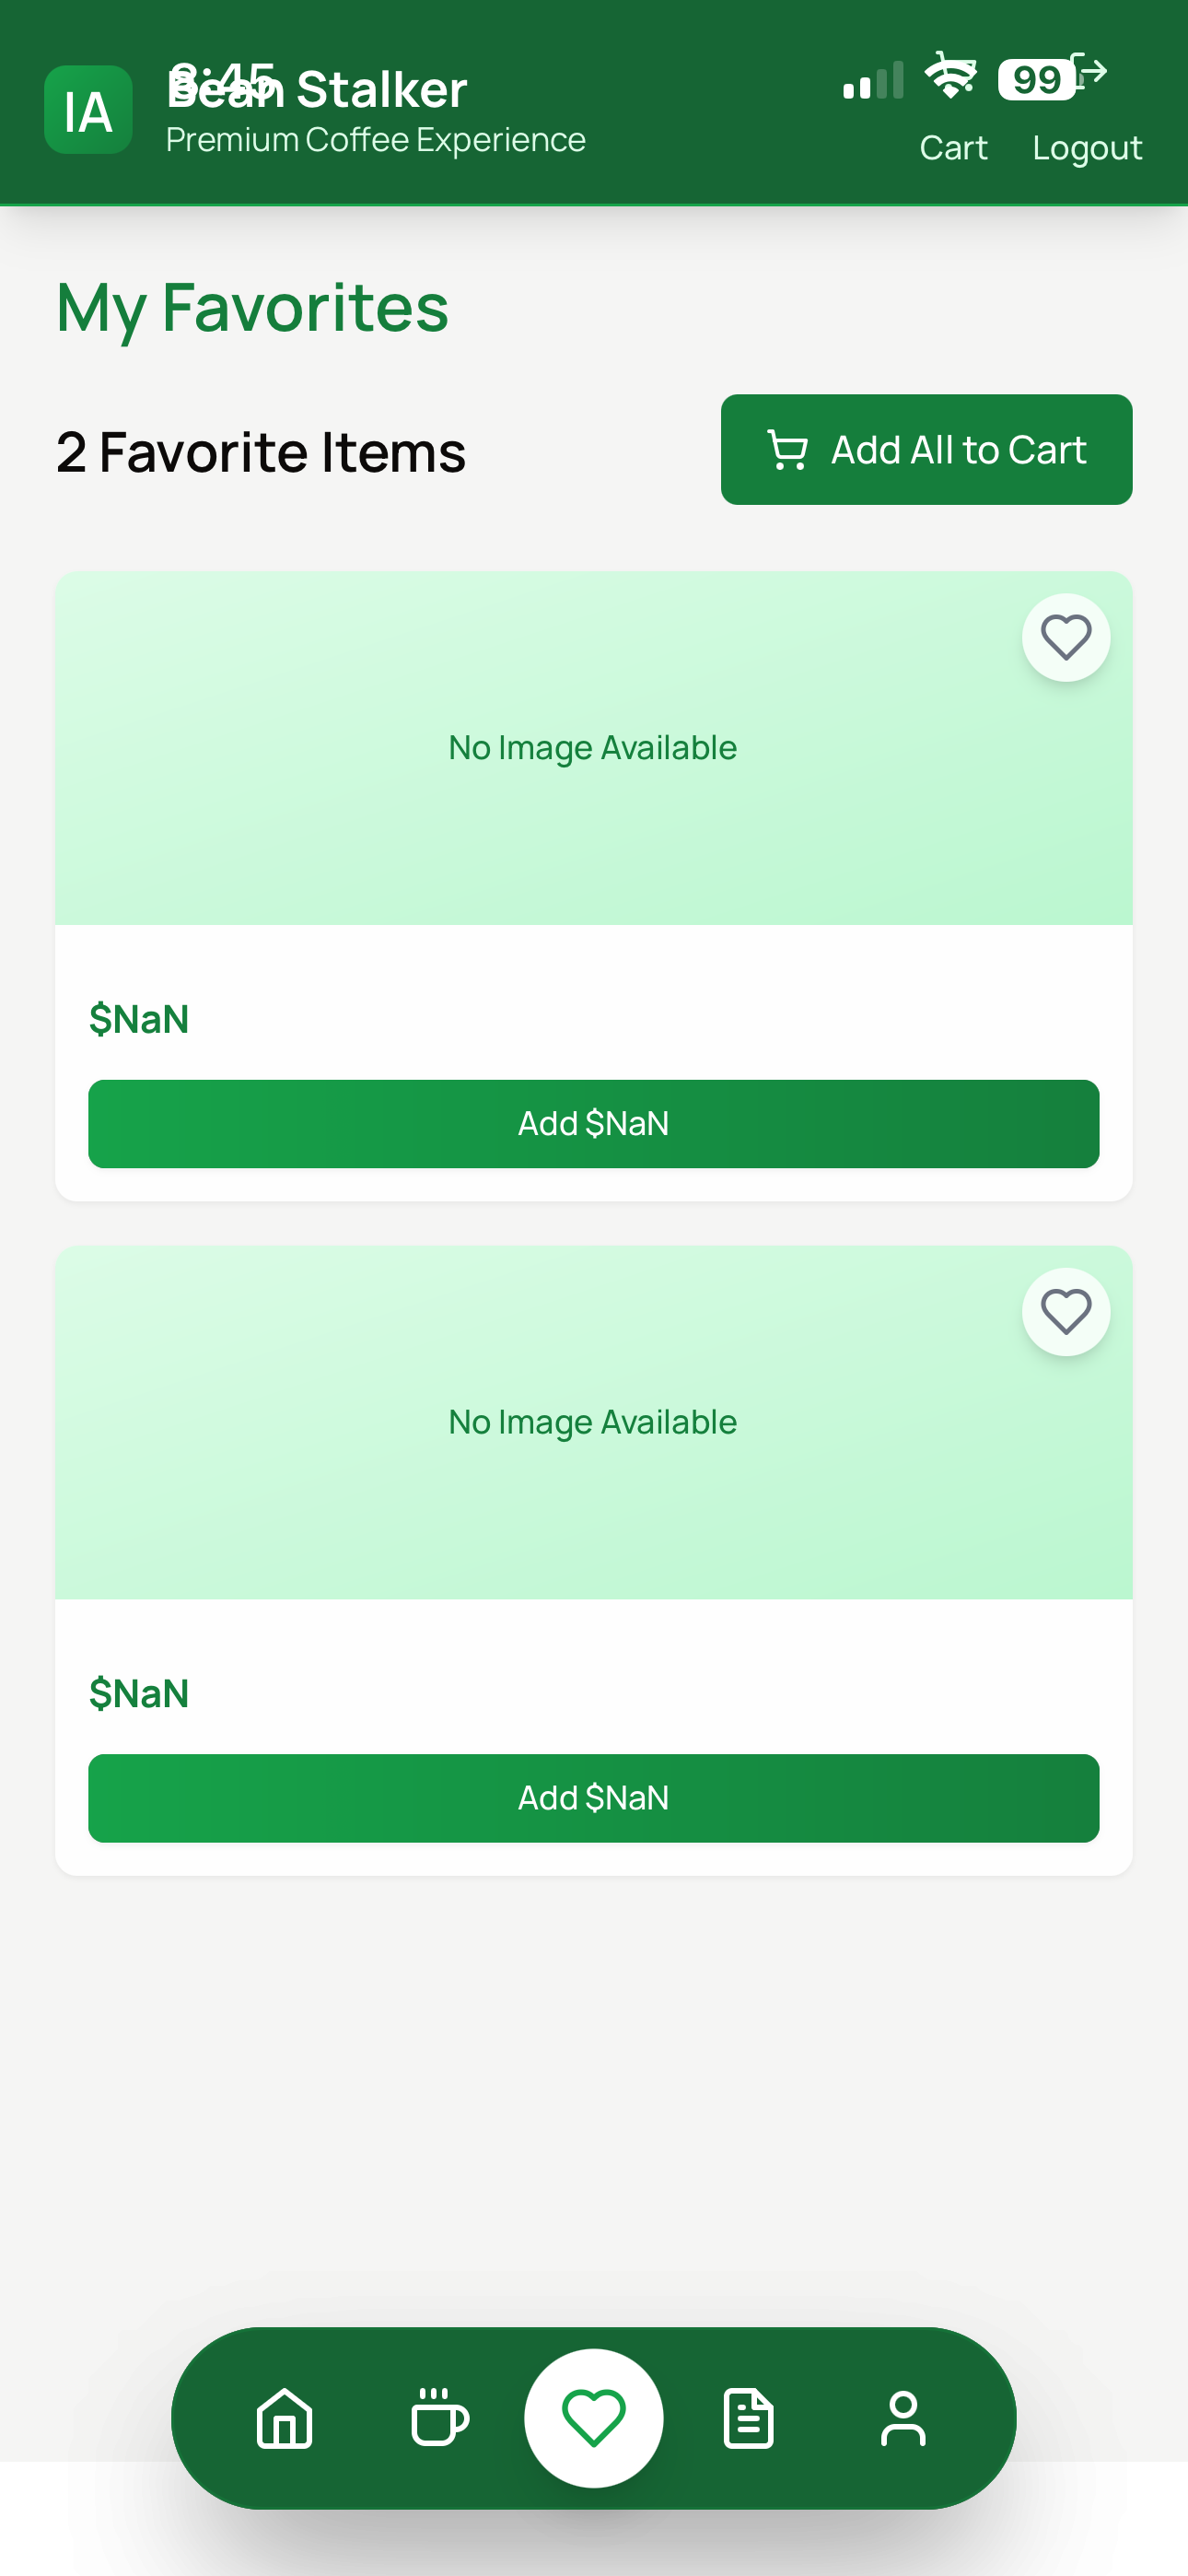 8:45
99
IA
Bean Stalker
Premium Coffee Experience
Cart
Logout
My Favorites
2 Favorite Items
Add All to Cart
No Image Available
$NaN
Add $NaN
No Image Available
$NaN
Add $NaN